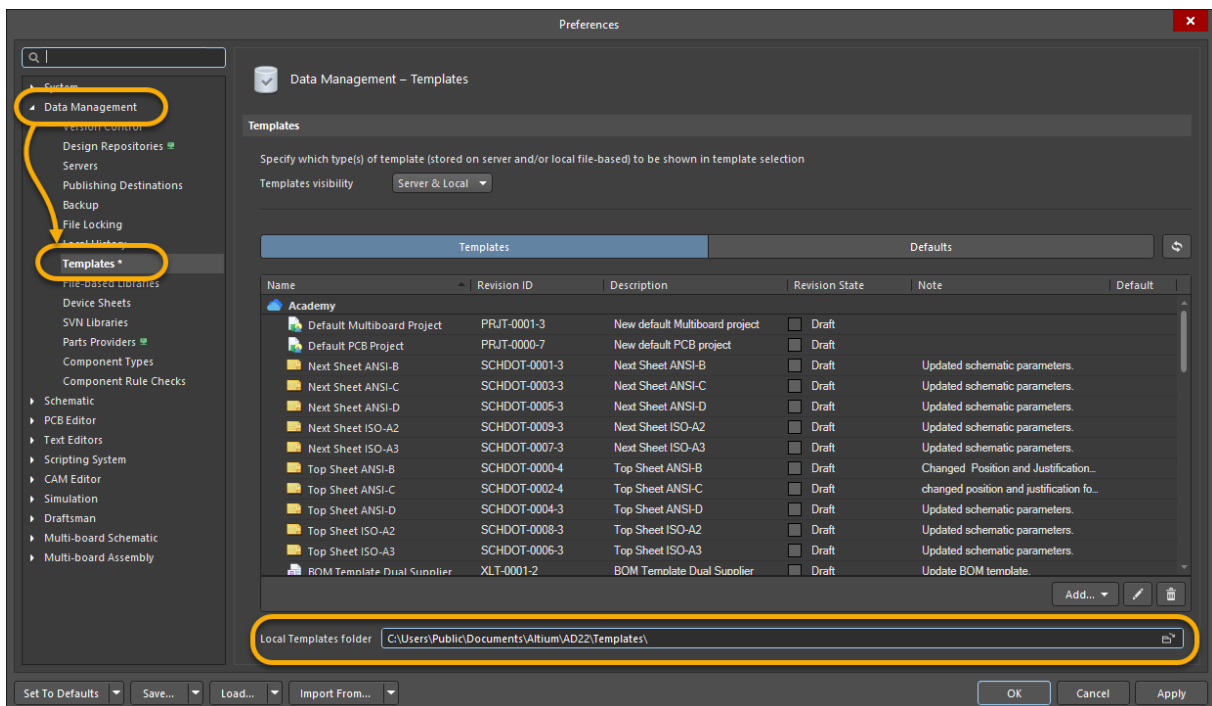 Preferences
Data Management – Templates
System
Data Management
Version Control
Design Repositories
Servers
Publishing Destinations
Backup
File Locking
Local History
Templates *
File-based Libraries
Device Sheets
SVN Libraries
Parts Providers
Component Types
Component Rule Checks
Schematic
PCB Editor
Text Editors
Scripting System
CAM Editor
Simulation
Draftsman
Multi-board Schematic
Multi-board Assembly
Templates
Specify which type(s) of template (stored on server and/or local file-based) to be shown in template selection
Templates visibility Server & Local
Templates Defaults
Name Revision ID Description Revision State Note Default
Academy
Default Multiboard Project PRJT-0001-3 New default Multiboard project Draft
Default PCB Project PRJT-0000-7 New default PCB project Draft
Next Sheet ANSI-B SCHDOT-0001-3 Next Sheet ANSI-B Draft Updated schematic parameters.
Next Sheet ANSI-C SCHDOT-0003-3 Next Sheet ANSI-C Draft Updated schematic parameters.
Next Sheet ANSI-D SCHDOT-0005-3 Next Sheet ANSI-D Draft Updated schematic parameters.
Next Sheet ISO-A2 SCHDOT-0009-3 Next Sheet ISO-A2 Draft Updated schematic parameters.
Next Sheet ISO-A3 SCHDOT-0007-3 Next Sheet ISO-A3 Draft Updated schematic parameters.
Top Sheet ANSI-B SCHDOT-0000-4 Top Sheet ANSI-B Draft Changed Position and Justification...
Top Sheet ANSI-C SCHDOT-0002-4 Top Sheet ANSI-C Draft changed position and justification fo...
Top Sheet ANSI-D SCHDOT-0004-3 Top Sheet ANSI-D Draft Updated schematic parameters.
Top Sheet ISO-A2 SCHDOT-0008-3 Top Sheet ISO-A2 Draft Updated schematic parameters.
Top Sheet ISO-A3 SCHDOT-0006-3 Top Sheet ISO-A3 Draft Updated schematic parameters.
BOM Template Dual Supplier XLT-0001-2 BOM Template Dual Supplier Draft Update BOM template.
Add...
Local Templates folder C:\Users\Public\Documents\Altium\AD22\Templates\
Set To Defaults Save... Load... Import From... OK Cancel Apply